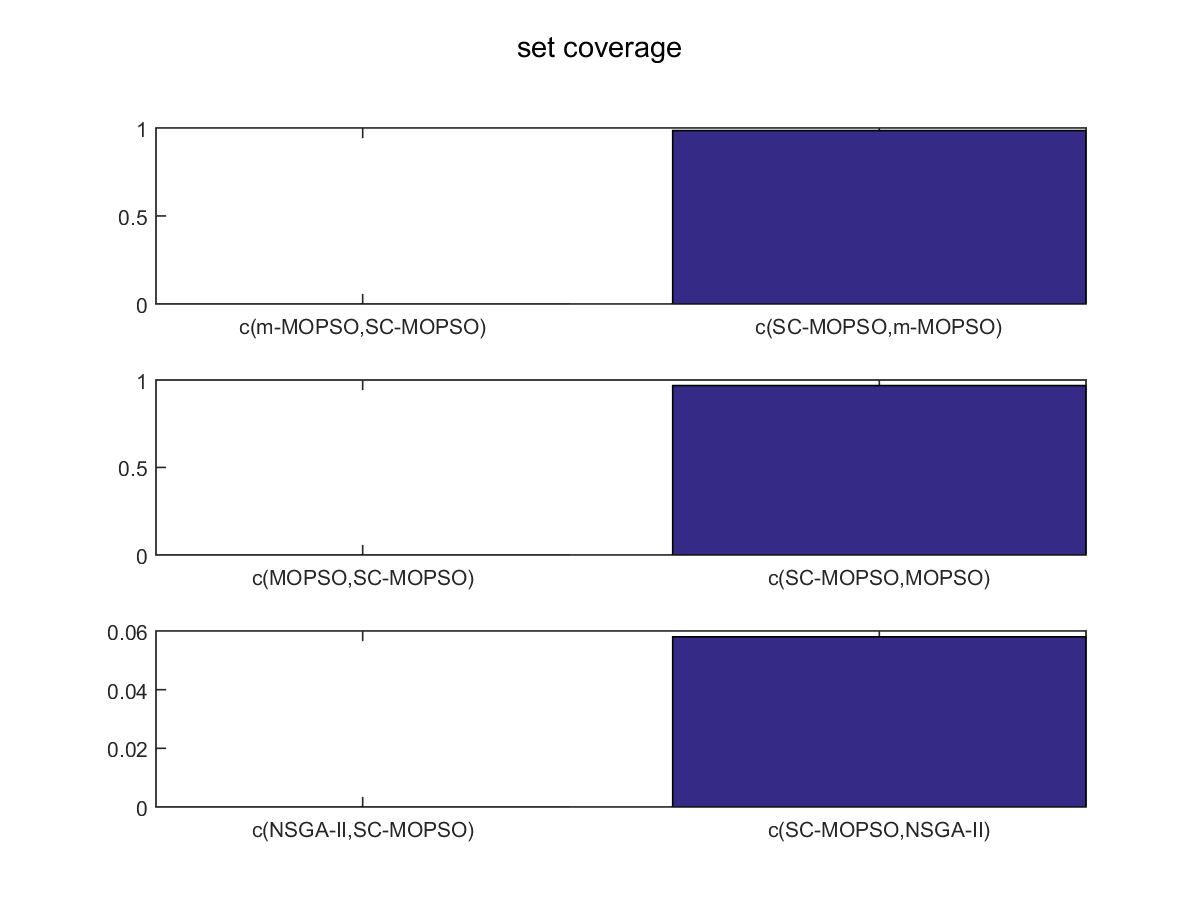 set coverage
1
0.5
0
c(m-MOPSO,SC-MOPSO) c(SC-MOPSO,m-MOPSO)
1
0.5
0
c(MOPSO,SC-MOPSO) c(SC-MOPSO,MOPSO)
0.06
0.04
0.02
0
c(NSGA-II,SC-MOPSO) c(SC-MOPSO,NSGA-II)